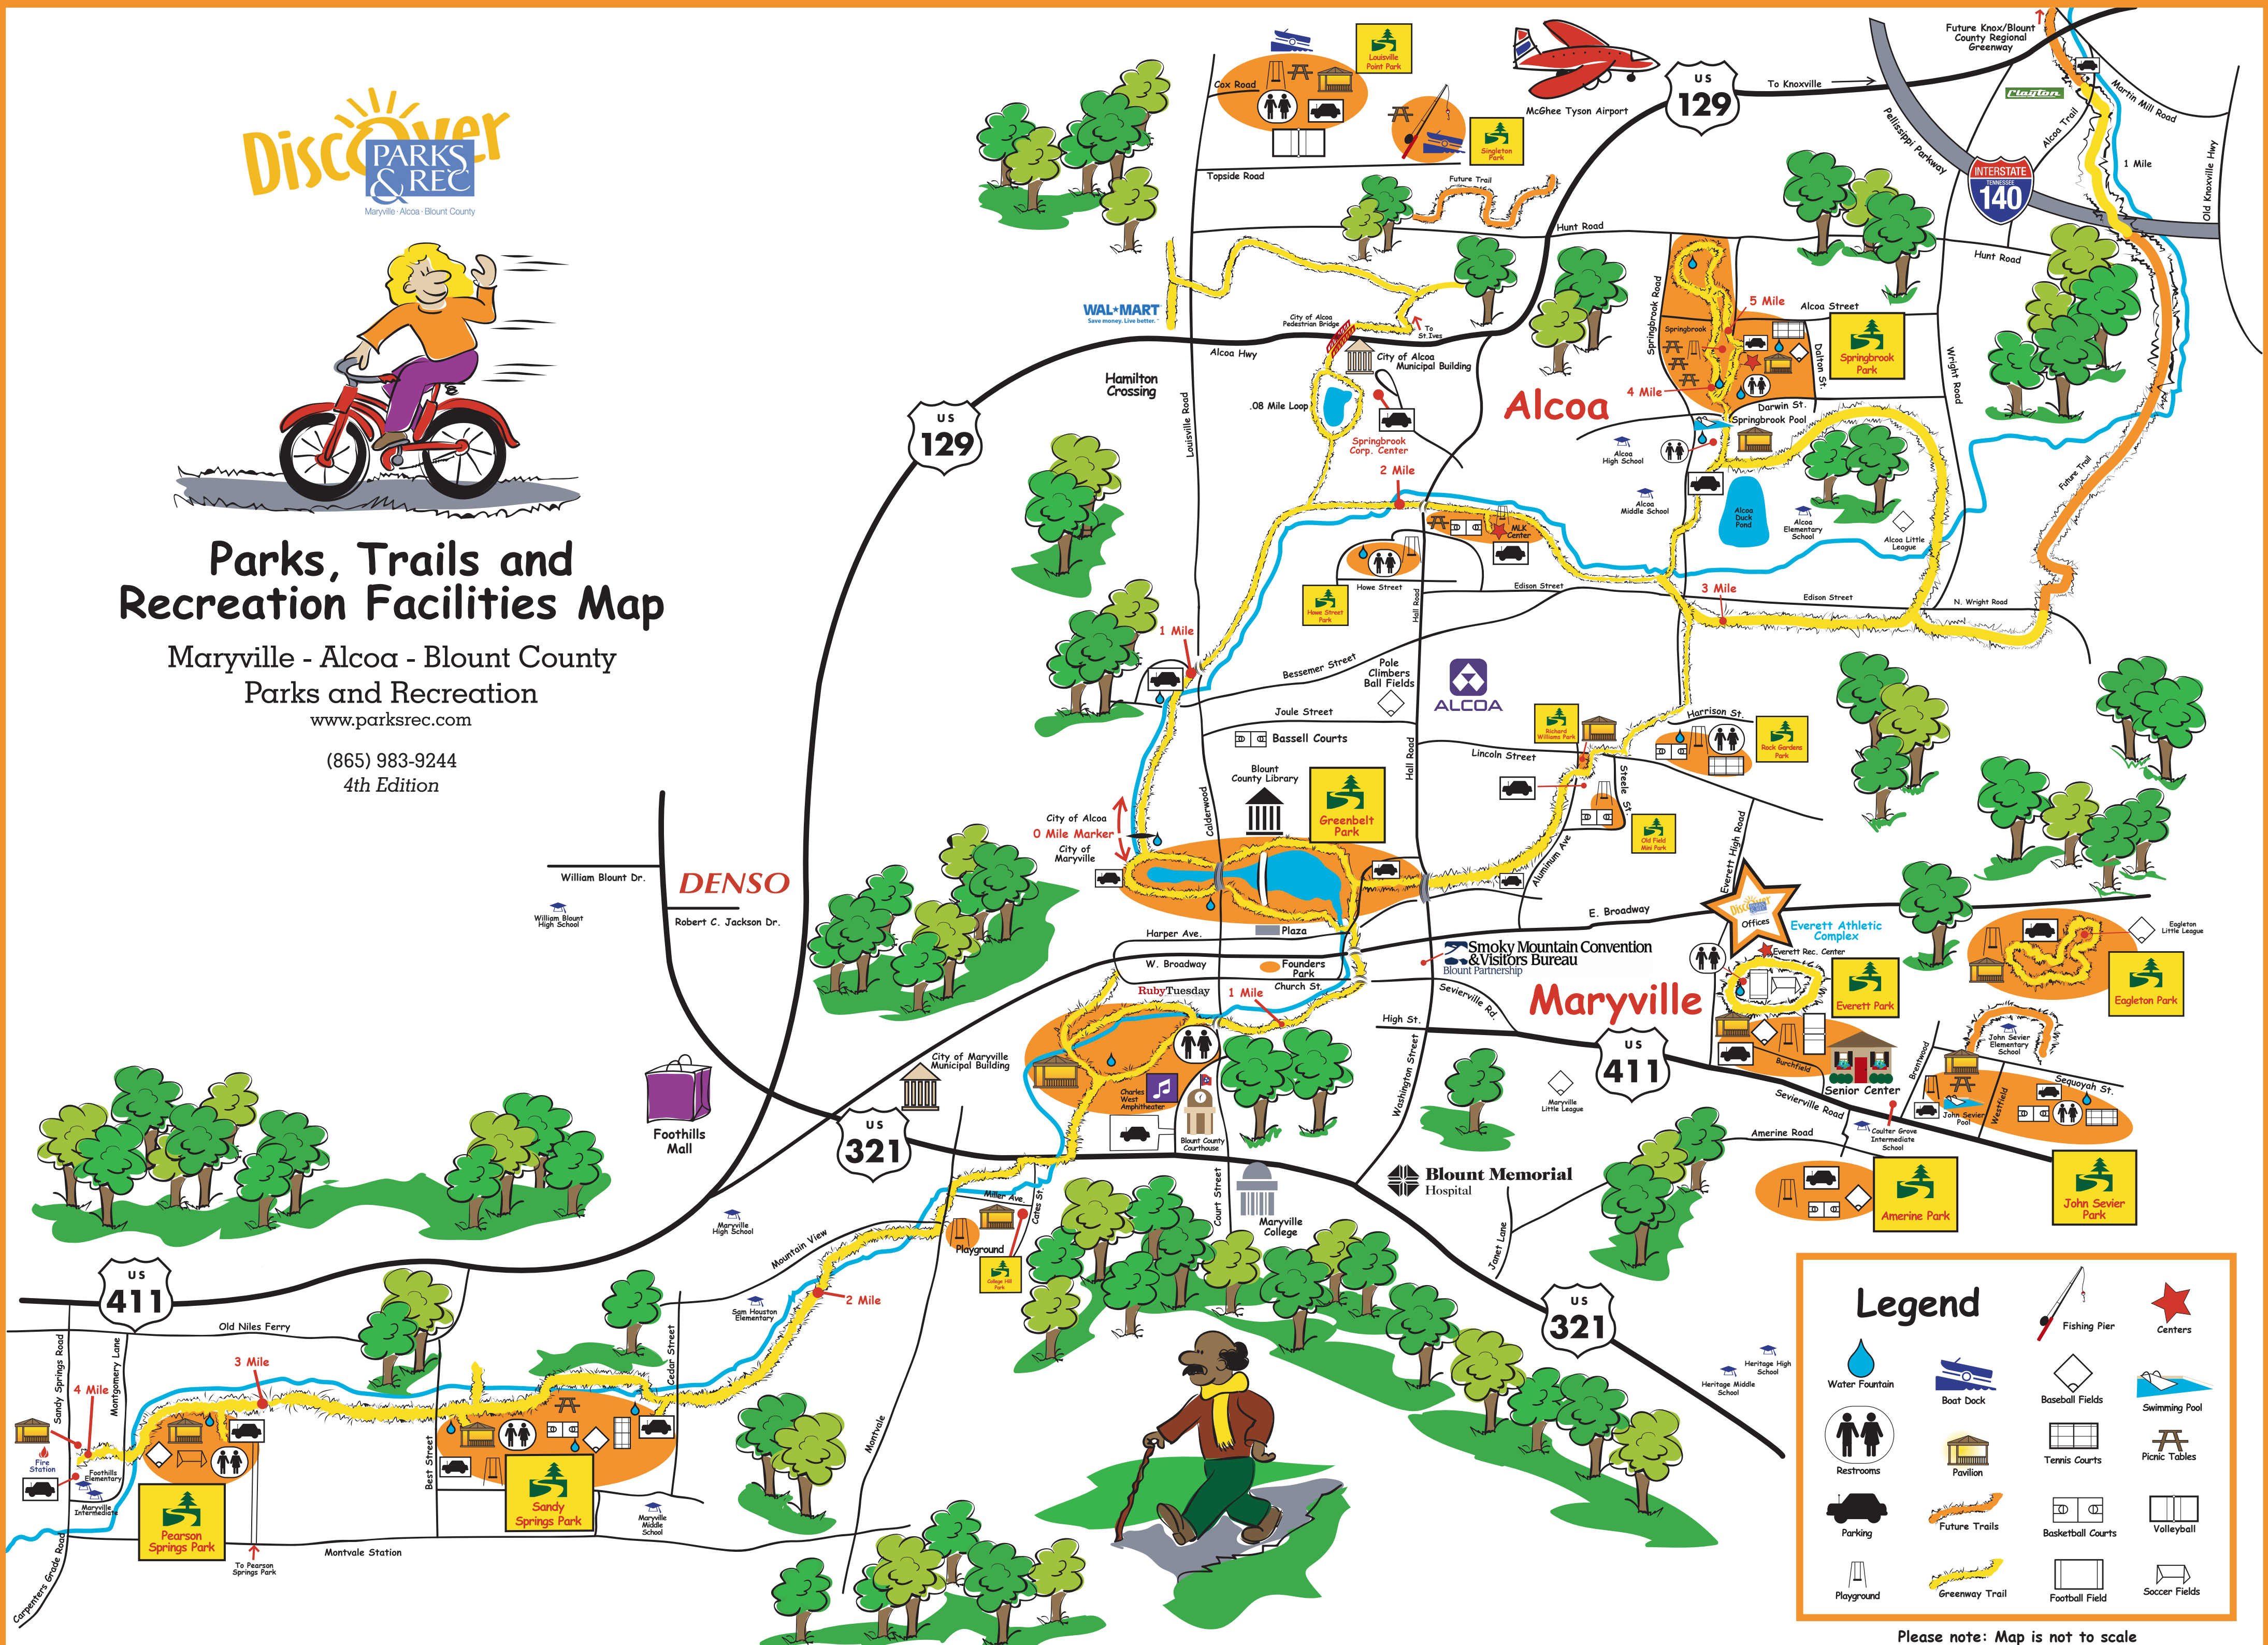 Discover
PARKS
& REC
Maryville · Alcoa · Blount County
Parks, Trails and
Recreation Facilities Map
Maryville - Alcoa - Blount County
Parks and Recreation
www.parksrec.com
(865) 983-9244
4th Edition
Louisville
Point Park
Cox Road
Singleton
Park
Topside Road
McGhee Tyson Airport
US
129
To Knoxville
Future Knox/Blount
County Regional
Greenway
Clayton
Martin Mill Road
Alcoa Trail
1 Mile
Pellissippi Parkway
INTERSTATE
TENNESSEE
140
Old Knoxville Hwy
Future Trail
Hunt Road
Hunt Road
WAL★MART
Save money. Live better.
City of Alcoa
Pedestrian Bridge
To
St.Ives
Alcoa Hwy
City of Alcoa
Municipal Building
Hamilton
Crossing
Louisville Road
.08 Mile Loop
Springbrook
Corp. Center
2 Mile
US
129
Alcoa
Springbrook Road
5 Mile
Alcoa Street
Springbrook
Springbrook
Park
Dalton St.
4 Mile
Darwin St.
Springbrook Pool
Wright Road
Alcoa
High School
Alcoa
Middle School
Alcoa
Duck
Pond
Alcoa
Elementary
School
Alcoa Little
League
Future Trail
MLK
Center
Howe Street
Howe Street
Park
Edison Street
Hall Road
3 Mile
Edison Street
N. Wright Road
1 Mile
Bessemer Street
Pole
Climbers
Ball Fields
ALCOA
Joule Street
Bassell Courts
Hall Road
Richard
Williams Park
Harrison St.
Rock Gardens
Park
Lincoln Street
Steele St.
Old Field
Mini Park
Aluminum Ave
Blount
County Library
Greenbelt
Park
Calderwood
City of Alcoa
0 Mile Marker
City of
Maryville
William Blount Dr.
DENSO
William Blount
High School
Robert C. Jackson Dr.
Everett High Road
E. Broadway
Discover
Offices
Everett Athletic
Complex
Everett Rec. Center
Everett Park
Eagleton
Little League
Eagleton Park
Harper Ave.
Plaza
W. Broadway
Founders
Park
Church St.
RubyTuesday
1 Mile
Smoky Mountain Convention
& Visitors Bureau
Blount Partnership
Sevierville Rd.
Maryville
High St.
US
411
Burchfield
Senior Center
Brentwood
John Sevier
Elementary
School
Sequoyah St.
Westfield
John Sevier
Pool
Sevierville Road
Coulter Grove
Intermediate
School
Amerine Road
Amerine Park
John Sevier
Park
City of Maryville
Municipal Building
Charles
West
Amphitheater
Blount County
Courthouse
Washington Street
Maryville
Little League
Foothills
Mall
US
321
Blount Memorial
Hospital
Court Street
Maryville
College
Miller Ave.
Cates St.
Playground
College Hill
Park
Maryville
High School
Mountain View
Janet Lane
US
321
Heritage High
School
Heritage Middle
School
US
411
Old Niles Ferry
Sam Houston
Elementary
2 Mile
Cedar Street
Sandy Springs Road
Montgomery Lane
3 Mile
4 Mile
Fire
Station
Foothills
Elementary
Maryville
Intermediate
Pearson
Springs Park
To Pearson
Springs Park
Best Street
Sandy
Springs Park
Maryville
Middle
School
Montvale
Montvale Station
Carpenters Grade Road
Legend
Fishing Pier
Centers
Water Fountain
Boat Dock
Baseball Fields
Swimming Pool
Restrooms
Pavilion
Tennis Courts
Picnic Tables
Parking
Future Trails
Basketball Courts
Volleyball
Playground
Greenway Trail
Football Field
Soccer Fields
Please note: Map is not to scale